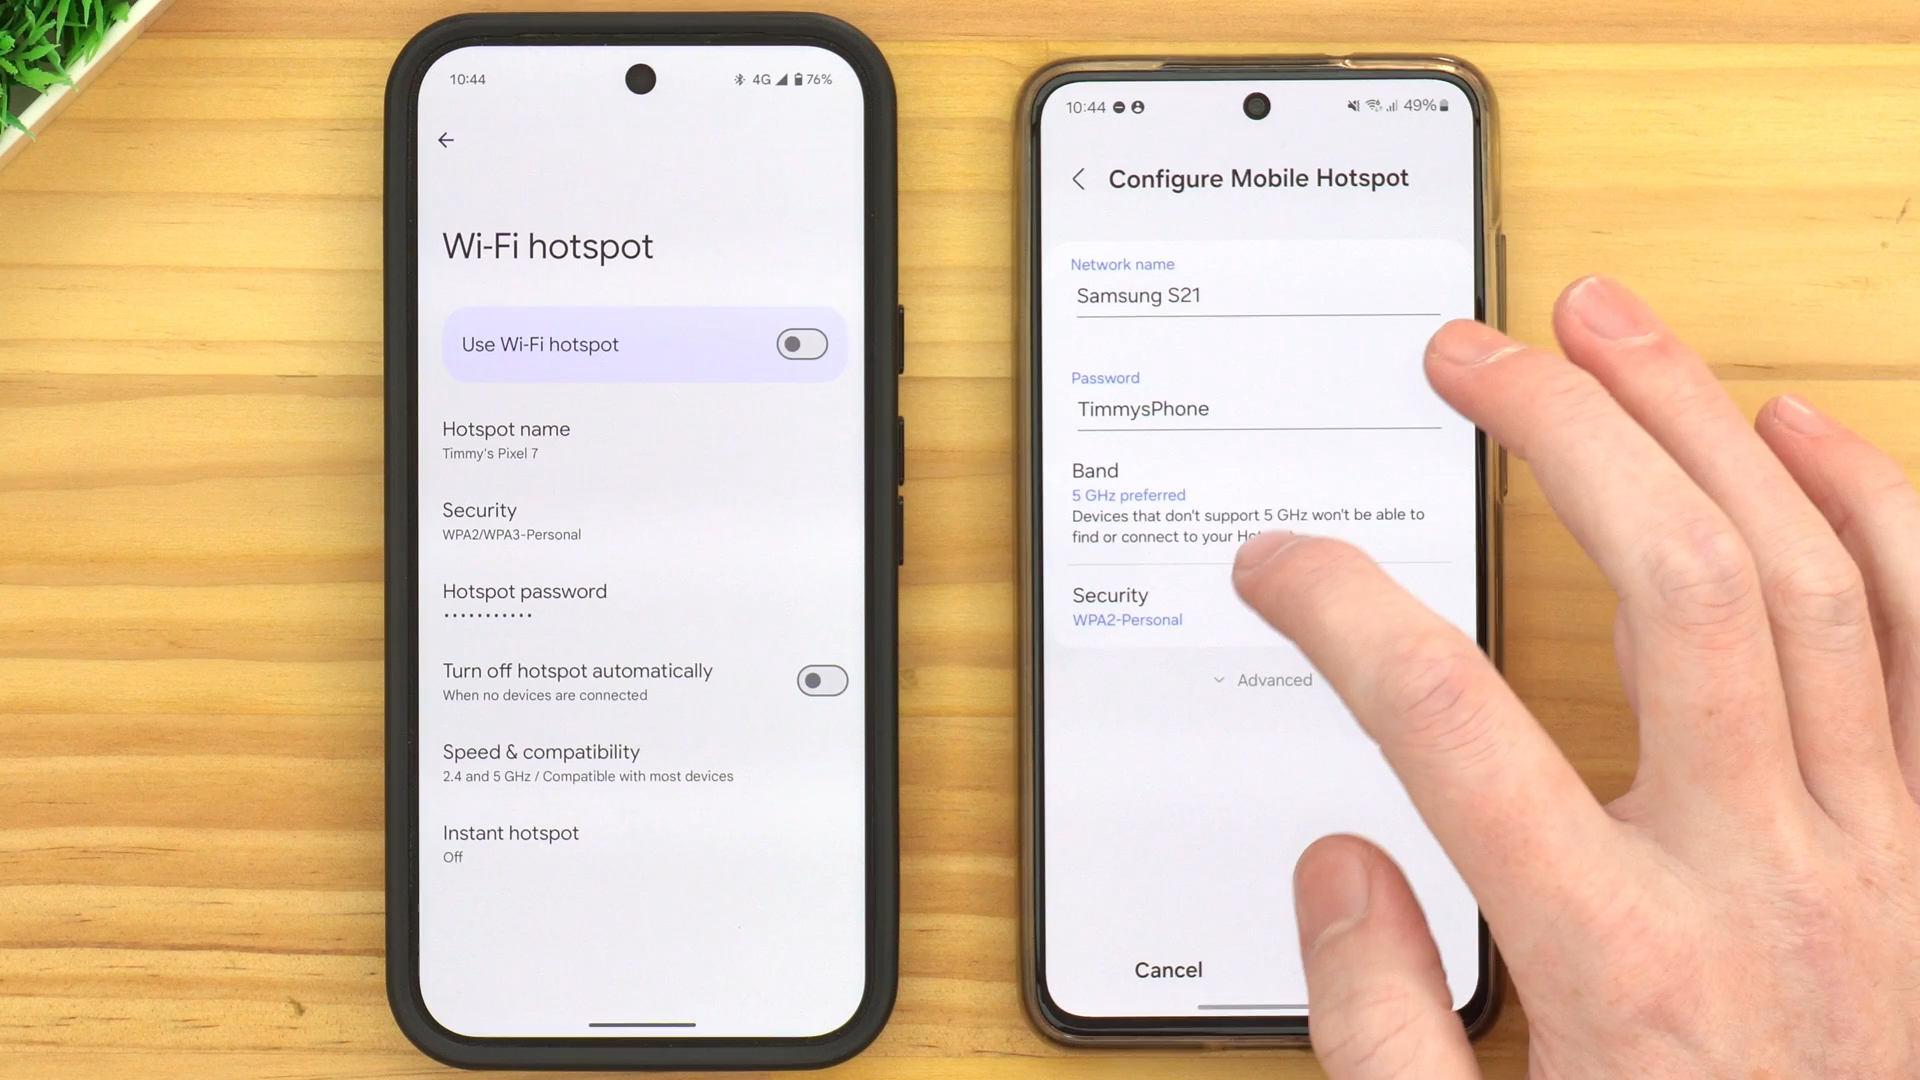 10:44
4G 76%
Wi-Fi hotspot
Use Wi-Fi hotspot
Hotspot name
Timmy's Pixel 7
Security
WPA2/WPA3-Personal
Hotspot password
•••••••••••
Turn off hotspot automatically
When no devices are connected
Speed & compatibility
2.4 and 5 GHz / Compatible with most devices
Instant hotspot
Off
10:44
49%
Configure Mobile Hotspot
Network name
Samsung S21
Password
TimmysPhone
Band
5 GHz preferred
Devices that don't support 5 GHz won't be able to
find or connect to your
Security
WPA2-Personal
Advanced
Cancel